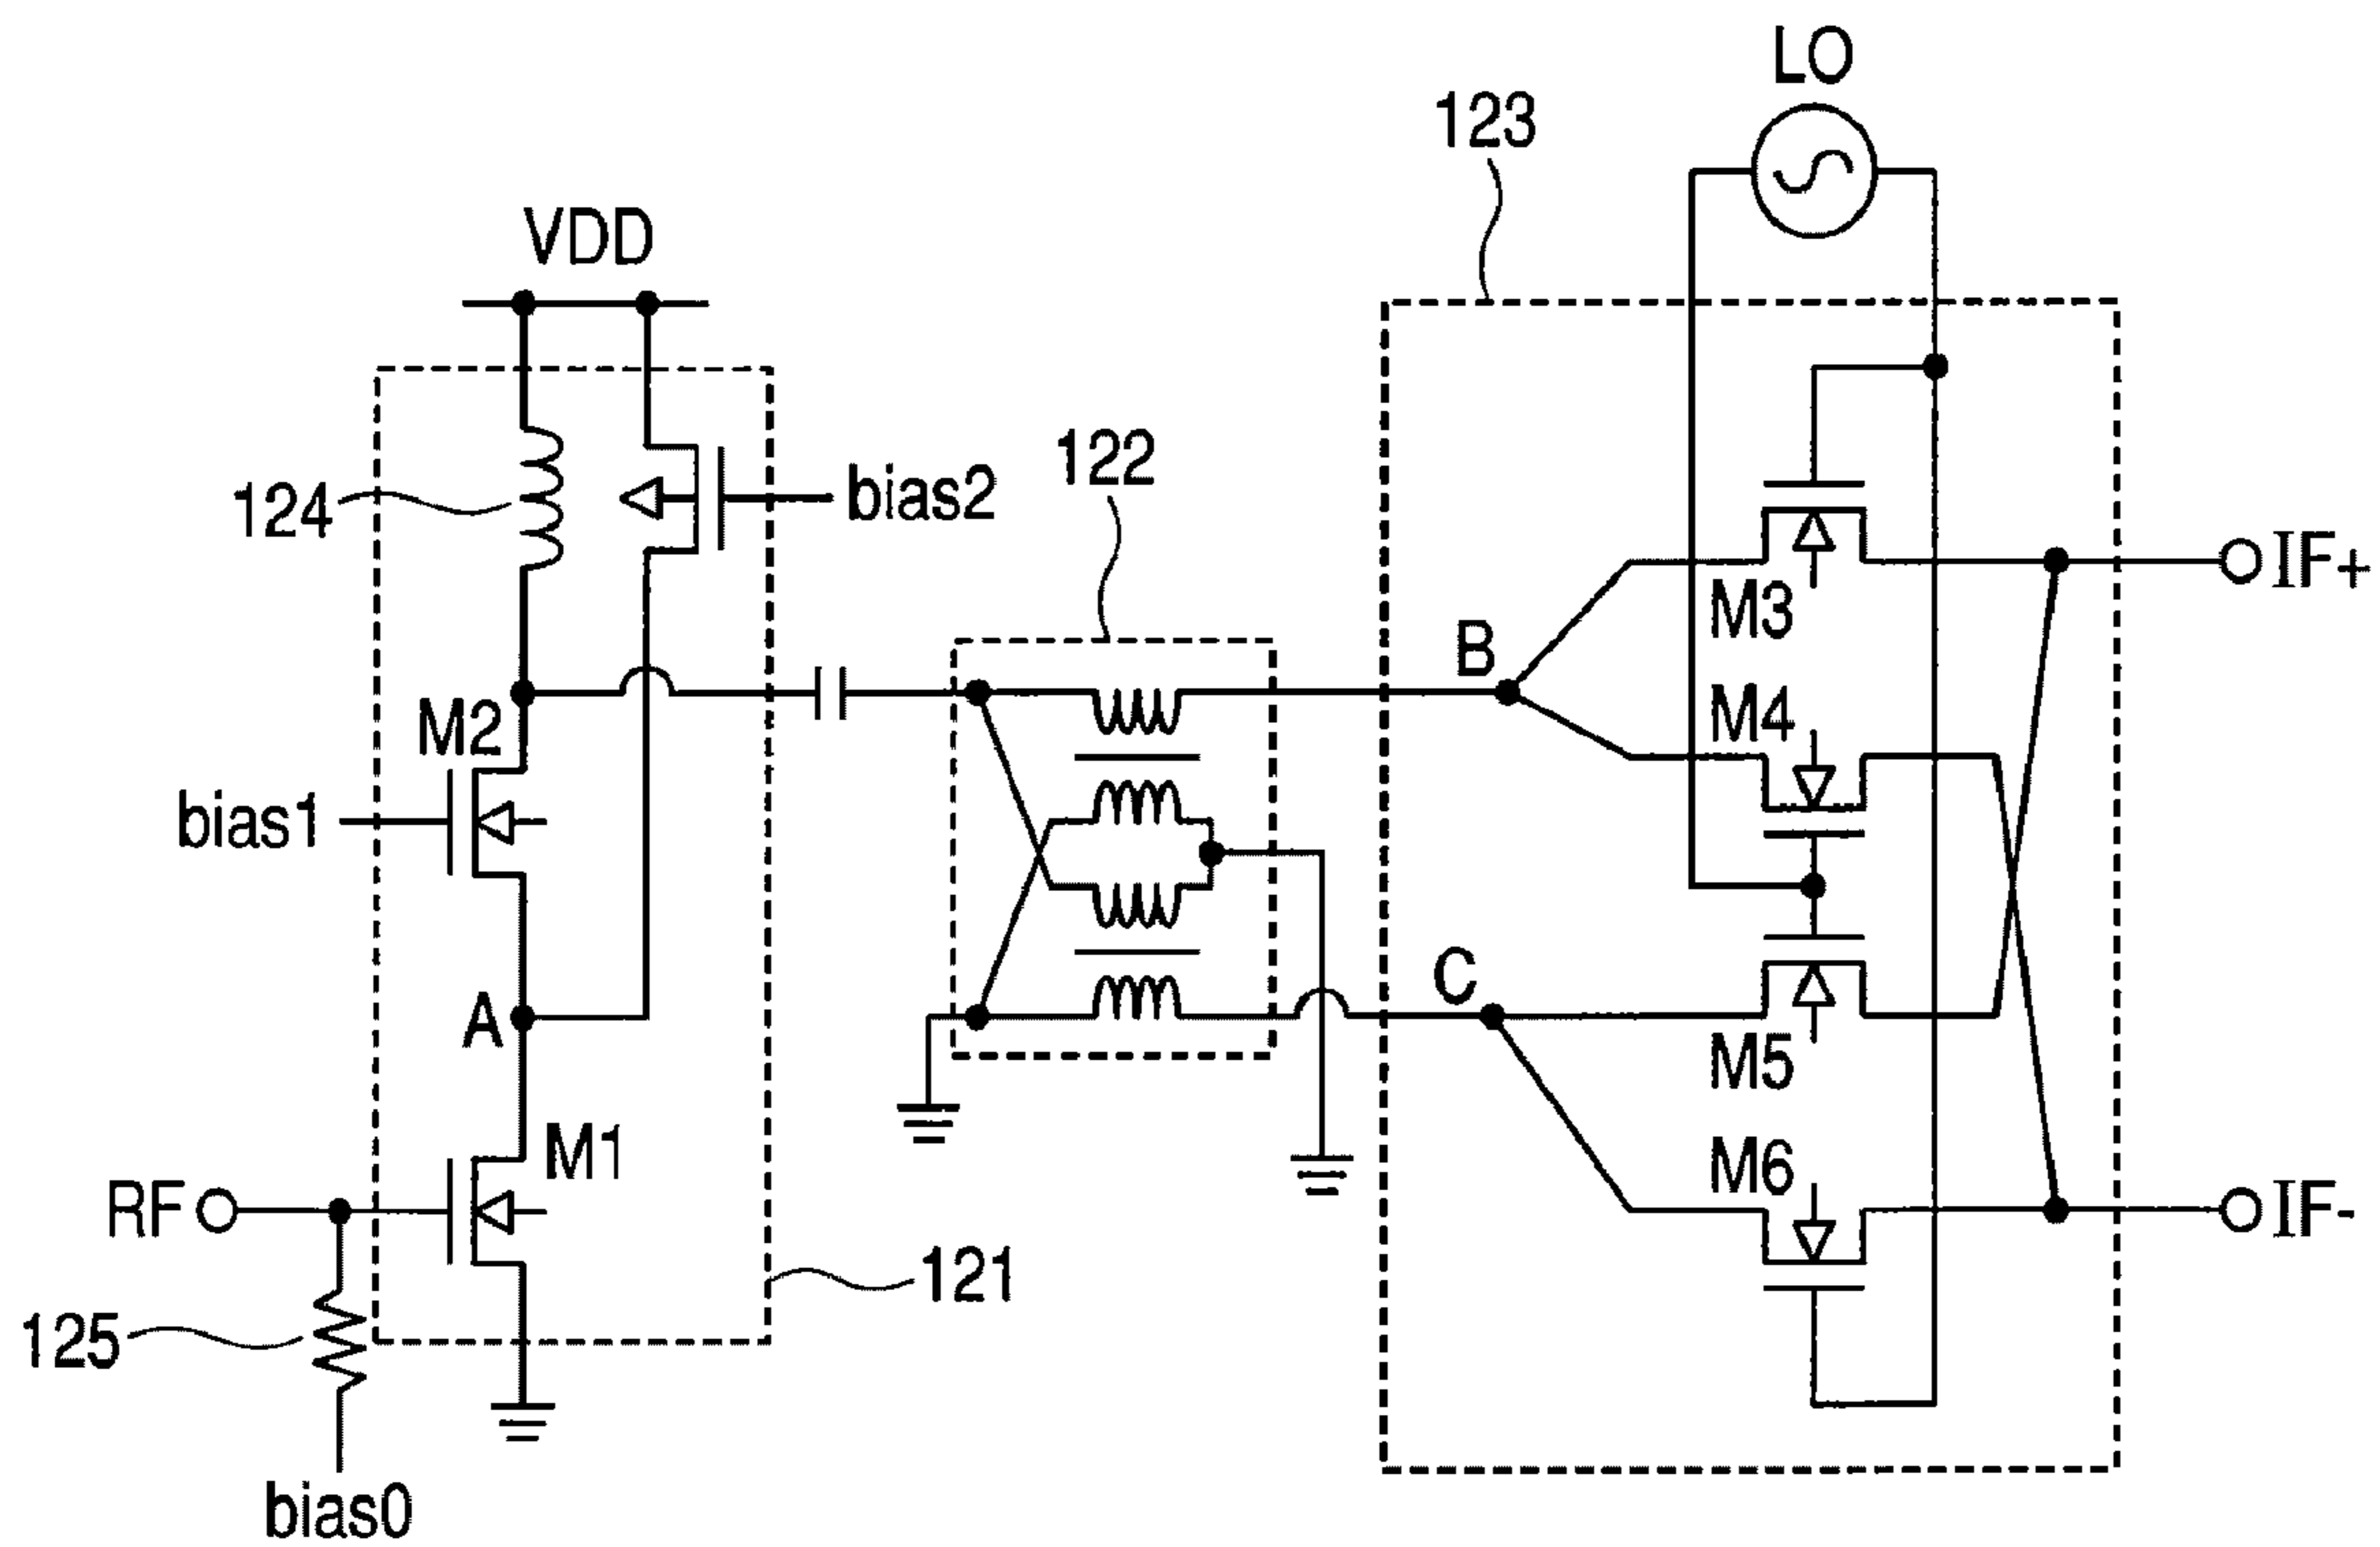 LO
123
VDD
122
124
bias2
IF+
M3
B
M4
M2
bias1
C
A
M5
M1
M6
RF
IF-
121
125
bias0